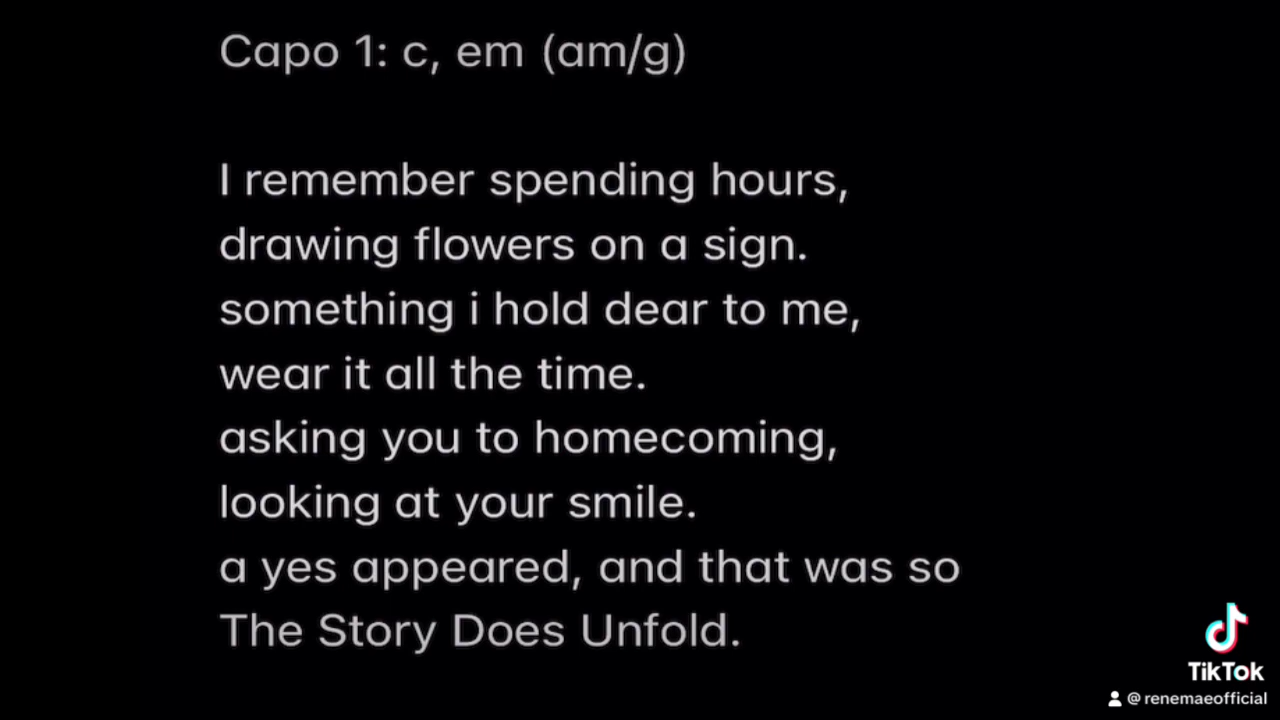 Capo 1: c, em (am/g)
I remember spending hours,
drawing flowers on a sign.
something i hold dear to me,
wear it all the time.
asking you to homecoming,
looking at your smile.
a yes appeared, and that was so
The Story Does Unfold.
TikTok
@renemaeofficial